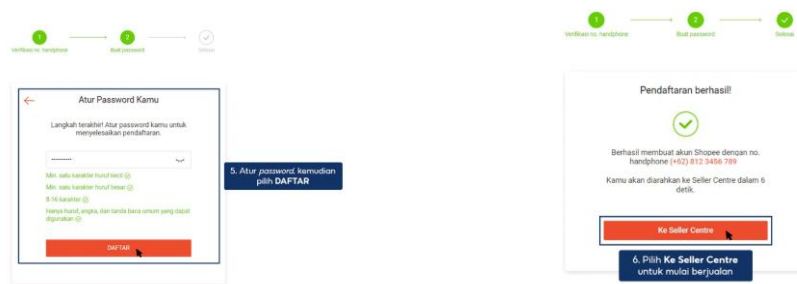 1
2
Verifikasi no. handphone
Buat password
Selesai
Atur Password Kamu
Langkah terakhir! Atur password kamu untuk
menyelesaikan pendaftaran.
Min. satu karakter huruf kecil
Min. satu karakter huruf besar
8-16 karakter
Hanya huruf, angka, dan tanda baca umum yang dapat
digunakan
DAFTAR
5. Atur password, kemudian
pilih DAFTAR
1
2
Verifikasi no. handphone
Buat password
Selesai
Pendaftaran berhasil!
Berhasil membuat akun Shopee dengan no.
handphone (+62) 812 3456 789
Kamu akan diarahkan ke Seller Centre dalam 6
detik.
Ke Seller Centre
6. Pilih Ke Seller Centre
untuk mulai berjualan